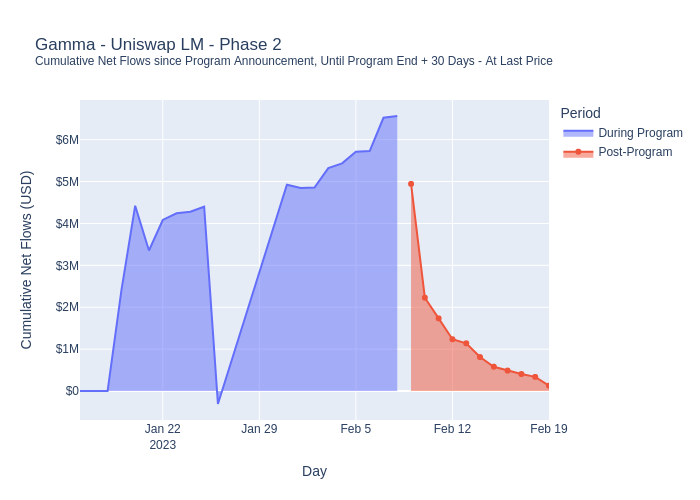 Gamma - Uniswap LM - Phase 2
Cumulative Net Flows since Program Announcement, Until Program End + 30 Days - At Last Price
Period
During Program
Post-Program
Cumulative Net Flows (USD)
$6M
$5M
$4M
$3M
$2M
$1M
$0
Jan 22
2023
Jan 29
Feb 5
Feb 12
Feb 19
Day